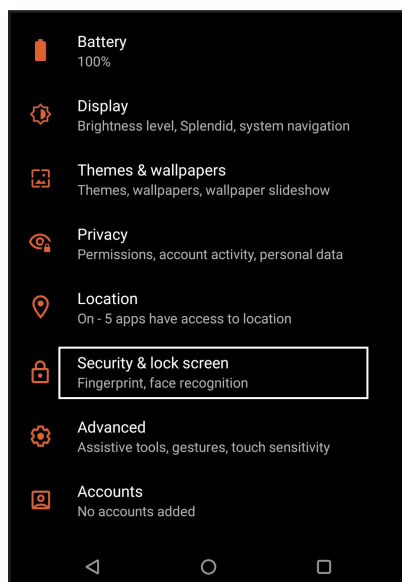 Battery
100%
Display
Brightness level, Splendid, system navigation
Themes & wallpapers
Themes, wallpapers, wallpaper slideshow
Privacy
Permissions, account activity, personal data
Location
On - 5 apps have access to location
Security & lock screen
Fingerprint, face recognition
Advanced
Assistive tools, gestures, touch sensitivity
Accounts
No accounts added